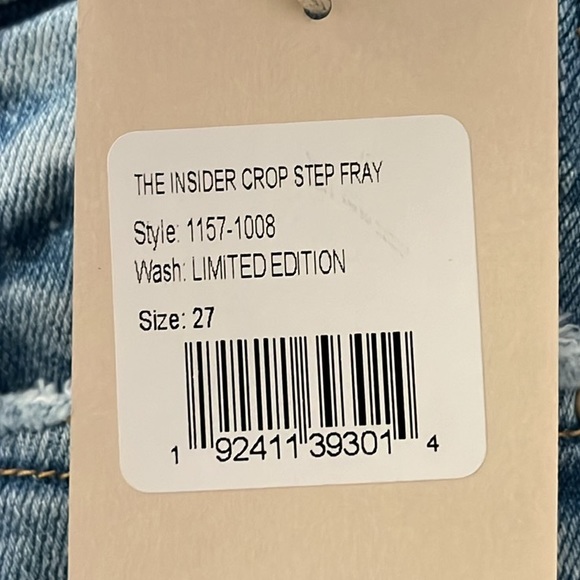 THE INSIDER CROP STEP FRAY
Style: 1157-1008
Wash: LIMITED EDITION
Size: 27
1 92411 39301 4